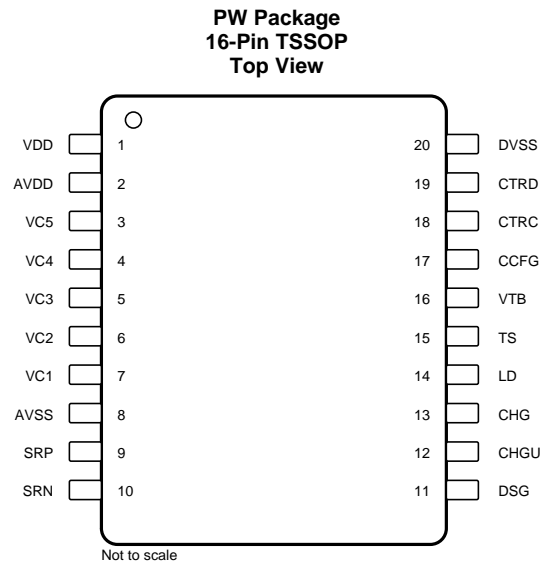 PW Package
16-Pin TSSOP
Top View
VDD 1 20 DVSS
AVDD 2 19 CTRD
VC5 3 18 CTRC
VC4 4 17 CCFG
VC3 5 16 VTB
VC2 6 15 TS
VC1 7 14 LD
AVSS 8 13 CHG
SRP 9 12 CHGU
SRN 10 11 DSG
Not to scale